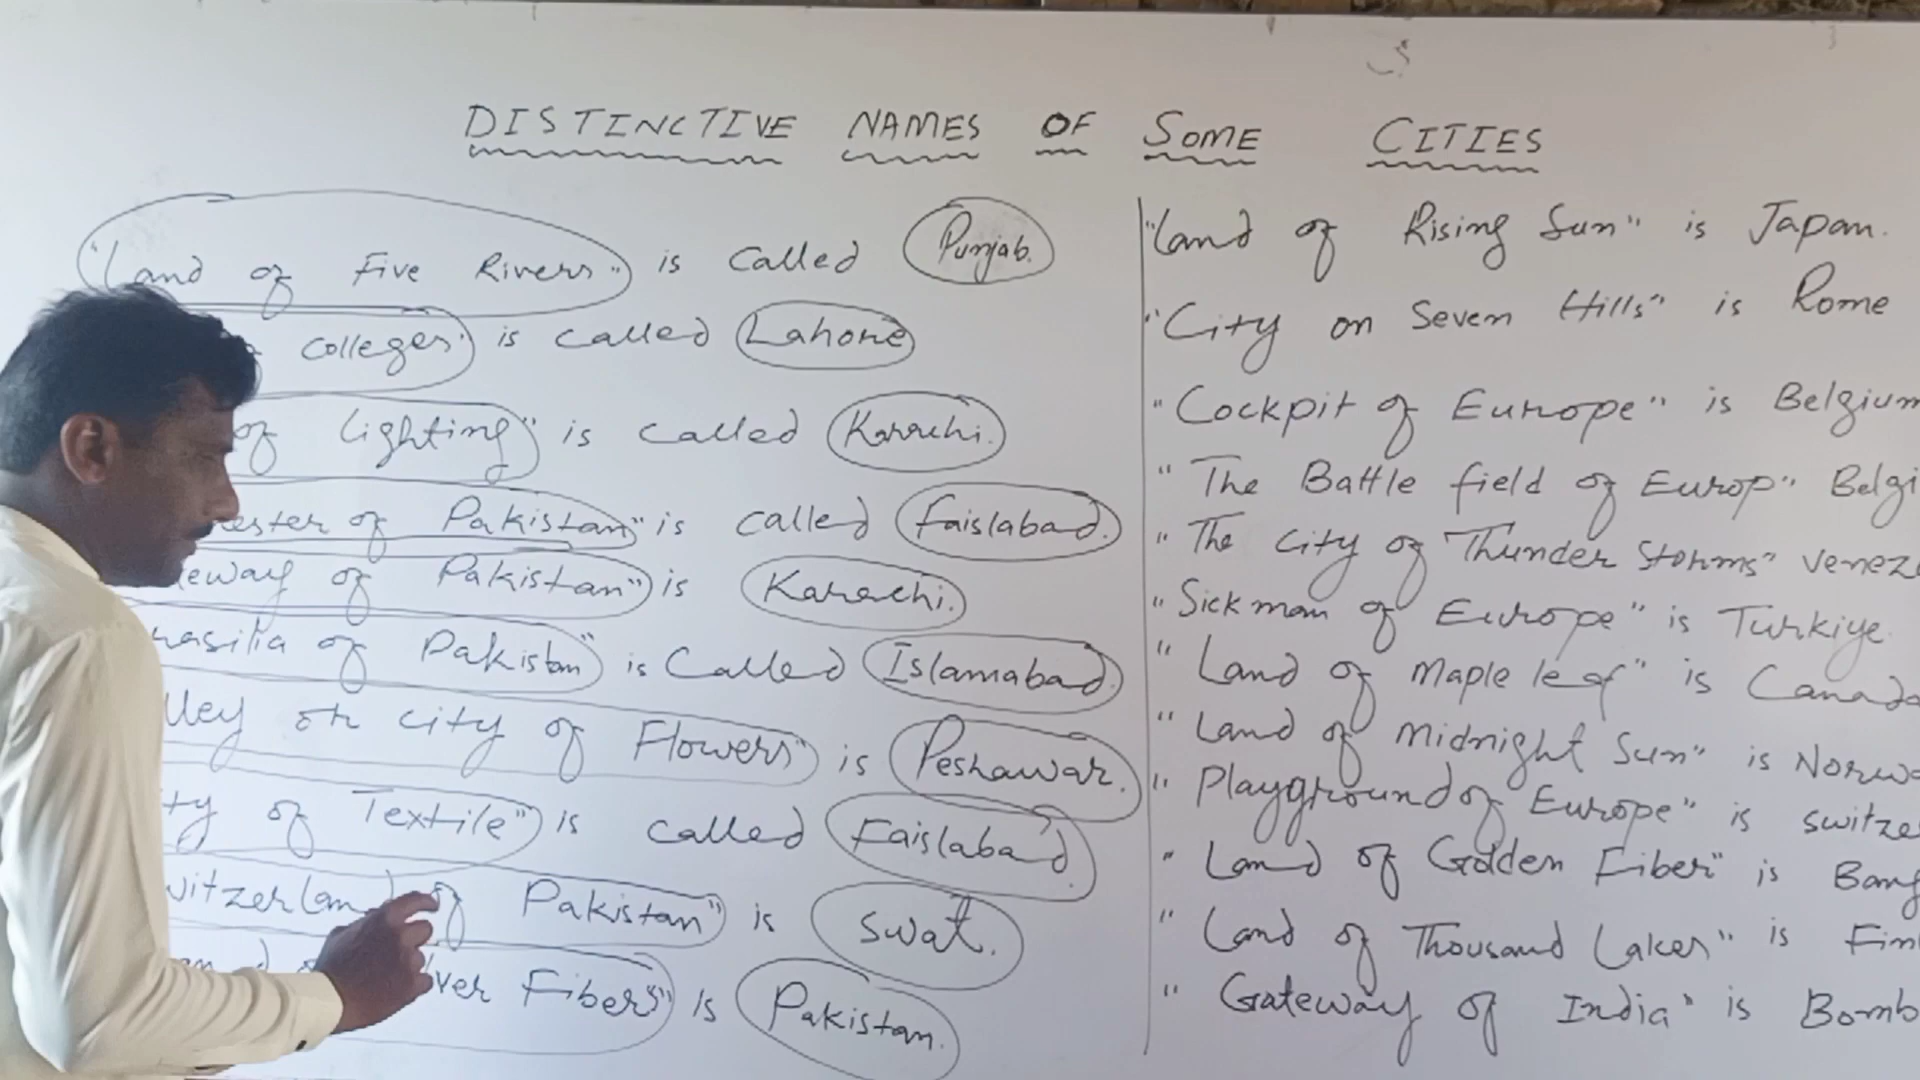 DISTINCTIVE NAMES OF SOME CITIES
"Land of Five Rivers" is called Punjab.
Colleges" is called Lahore
of Lighting" is called Karachi.
ester of Pakistan" is called Faislabad.
eway of Pakistan" is Karachi.
rasilia of Pakistan" is called Islamabad.
lley or city of Flowers" is Peshawar.
ty of Textile" is called Faislabad.
witzerland of Pakistan" is Swat.
ver Fibers" is Pakistan.
"Land of Rising Sun" is Japan.
"City on Seven Hills" is Rome
"Cockpit of Europe" is Belgium
"The Battle field of Europ" Belgi
"The City of Thunder Storms" Venez
"Sick man of Europe" is Turkiye
"Land of Maple leaf" is Canada
"Land of Midnight Sun" is Norwa
"Playground of Europe" is switze
"Land of Golden Fiber" is Bang
"Land of Thousand Lakes" is Fin
"Gateway of India" is Bomb